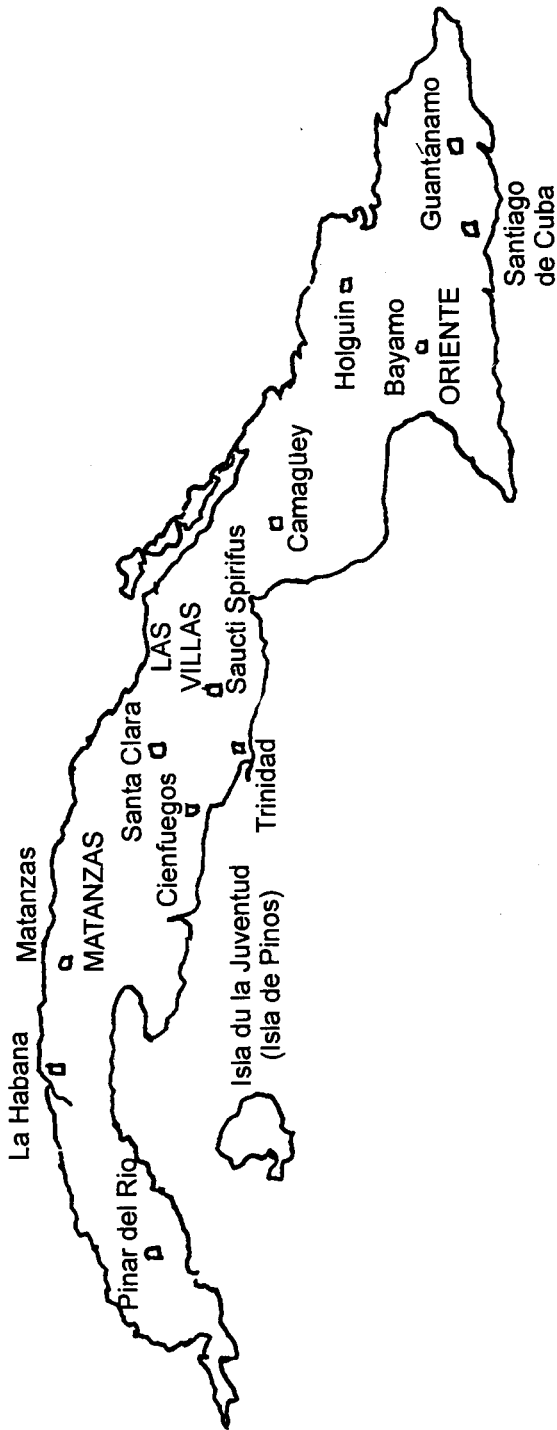 La Habana
Matanzas
MATANZAS
Pinar del Rio
Santa Clara
Cienfuegos
LAS
VILLAS
Saucti Spirifus
Trinidad
Isla du la Juventud
(Isla de Pinos)
Camagüey
Holguin
Bayamo
ORIENTE
Guantánamo
Santiago
de Cuba